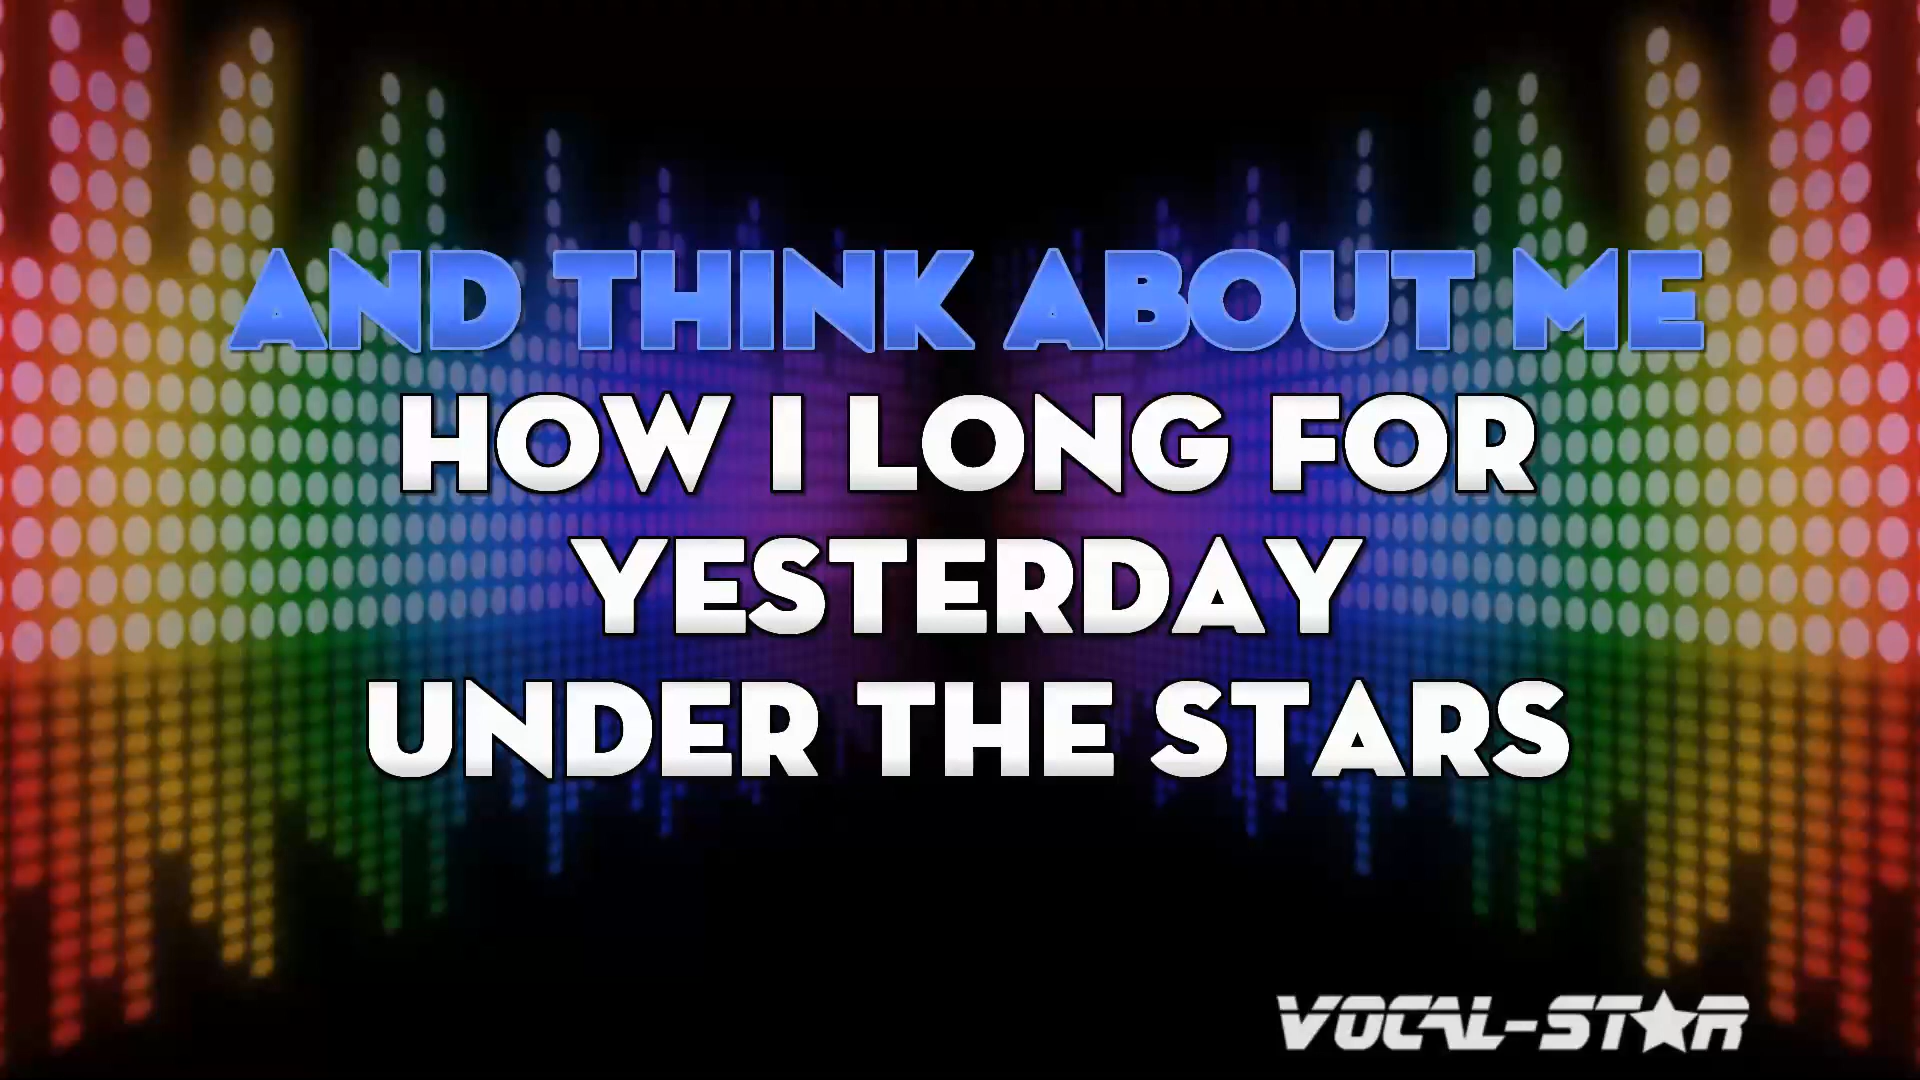 AND THINK ABOUT ME
HOW I LONG FOR
YESTERDAY
UNDER THE STARS
VOCAL-STAR